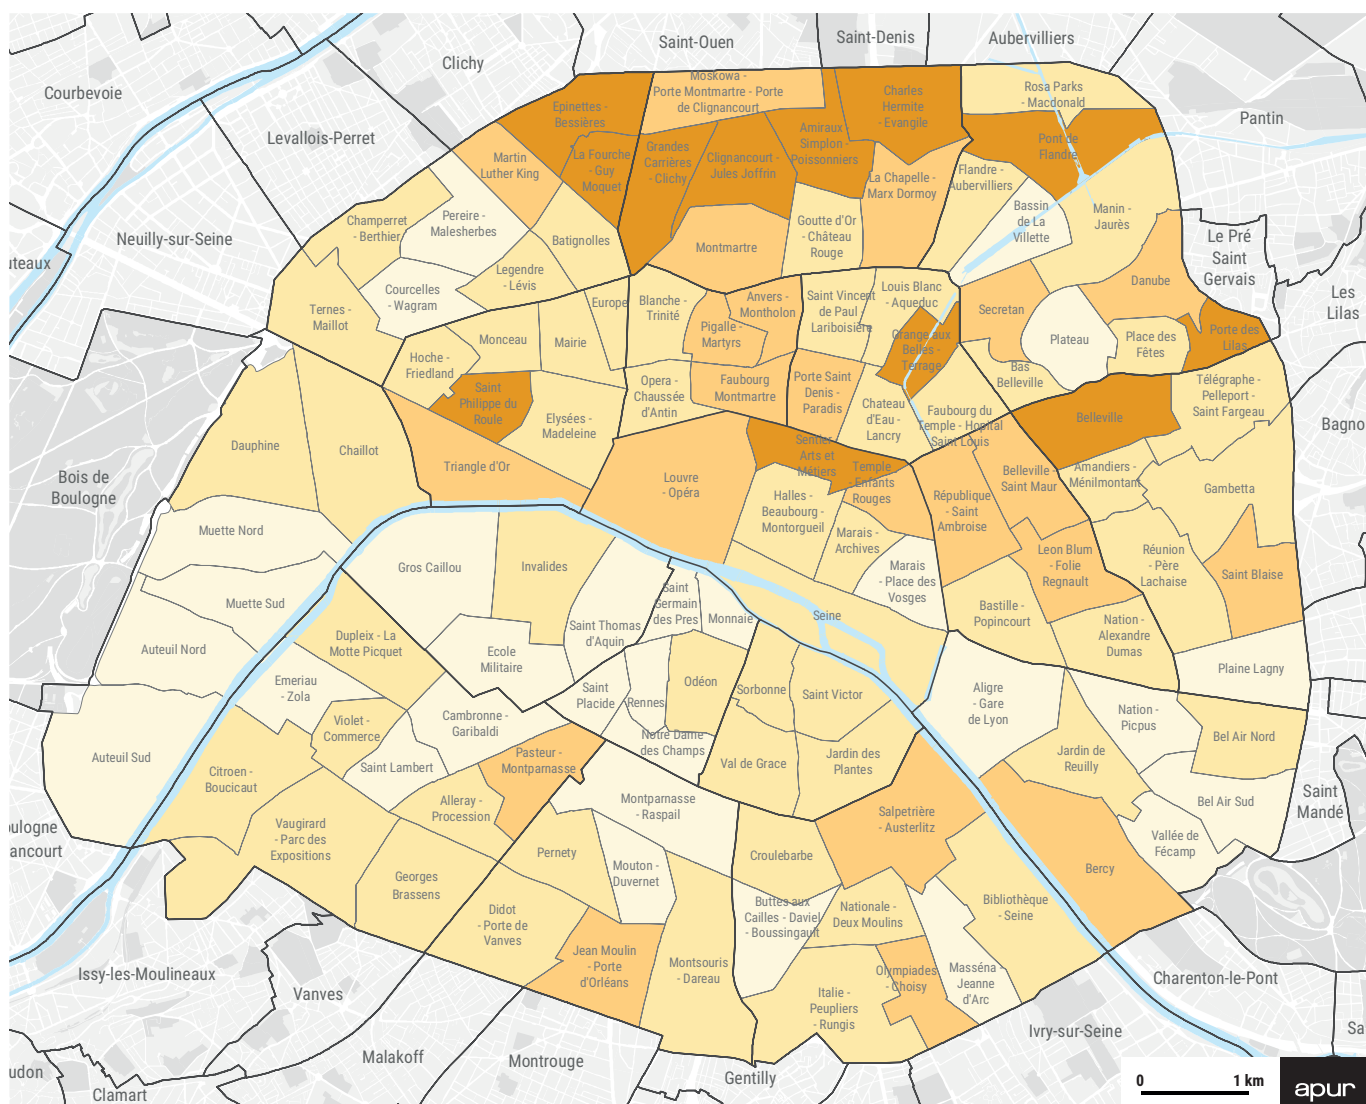 Saint-Ouen
Saint-Denis
Aubervilliers
Clichy
Courbevoie
Levallois-Perret
Pantin
Neuilly-sur-Seine
uteaux
Le Pré
Saint
Gervais
Les
Lilas
Bagno
Bois de
Boulogne
Moskowa -
Porte Montmartre - Porte
de Clignancourt
Charles
Hermite
- Evangile
Rosa Parks
- Macdonald
Epinettes -
Bessières
La Fourche
- Guy
Moquet
Grandes
Carrières
- Clichy
Clignancourt -
Jules Joffrin
Amiraux
Simplon -
Poissonniers
Pont de
Flandre
Martin
Luther King
La Chapelle -
Marx Dormoy
Flandre -
Aubervilliers
Bassin
de La
Villette
Manin -
Jaurès
Champerret
- Berthier
Pereire -
Malesherbes
Batignolles
Montmartre
Goutte d'Or
- Château
Rouge
Legendre
- Lévis
Courcelles
- Wagram
Ternes -
Maillot
Europe
Blanche -
Trinité
Anvers -
Montholon
Pigalle -
Martyrs
Saint Vincent
de Paul
Lariboisière
Louis Blanc
- Aqueduc
Grange aux
Belles -
Terrage
Secretan
Danube
Plateau
Place des
Fêtes
Porte des
Lilas
Bas
Belleville
Télégraphe -
Pelleport -
Saint Fargeau
Hoche -
Friedland
Monceau
Mairie
Saint
Philippe du
Roule
Elysées -
Madeleine
Opera -
Chaussée
d'Antin
Faubourg
Montmartre
Porte Saint
Denis -
Paradis
Chateau
d'Eau -
Lancry
Faubourg du
Temple - Hopital
Saint Louis
Belleville
Dauphine
Chaillot
Triangle d'Or
Louvre
- Opéra
Sentier -
Arts et
Métiers
Temple
- Enfants
Rouges
Halles -
Beaubourg -
Montorgueil
Marais -
Archives
République
- Saint
Ambroise
Belleville -
Saint Maur
Amandiers -
Ménilmontant
Gambetta
Muette Nord
Gros Caillou
Invalides
Marais
- Place des
Vosges
Leon Blum
- Folie
Regnault
Réunion
- Père
Lachaise
Saint Blaise
Muette Sud
Auteuil Nord
Dupleix - La
Motte Picquet
Ecole
Militaire
Saint Thomas
d'Aquin
Saint
Germain
des Pres
Monnaie
Seine
Bastille -
Popincourt
Nation -
Alexandre
Dumas
Plaine Lagny
Emeriau
- Zola
Saint
Placide
Rennes
Odéon
Sorbonne
Saint Victor
Aligre
- Gare
de Lyon
Nation -
Picpus
Bel Air Nord
Auteuil Sud
Violet -
Commerce
Cambronne -
Garibaldi
Notre Dame
des Champs
Val de Grace
Jardin des
Plantes
Jardin de
Reuilly
Citroen -
Boucicaut
Saint Lambert
Pasteur -
Montparnasse
Bel Air Sud
Saint
Mandé
Vaugirard
- Parc des
Expositions
Alleray -
Procession
Montparnasse
- Raspail
Salpetrière
- Austerlitz
Vallée de
Fécamp
Pernety
Mouton -
Duvernet
Croulebarbe
Bercy
Georges
Brassens
Didot
- Porte de
Vanves
Buttes aux
Cailles - Daviel
- Boussingault
Nationale -
Deux Moulins
Bibliothèque
- Seine
Jean Moulin
- Porte
d'Orléans
Montsouris
- Dareau
Olympiades
- Choisy
Masséna -
Jeanne
d'Arc
Italie -
Peupliers
- Rungis
oulogne
ancourt
Issy-les-Moulineaux
Vanves
Malakoff
Montrouge
Gentilly
Ivry-sur-Seine
Charenton-le-Pont
Sa
udon
Clamart
0
1 km
apur